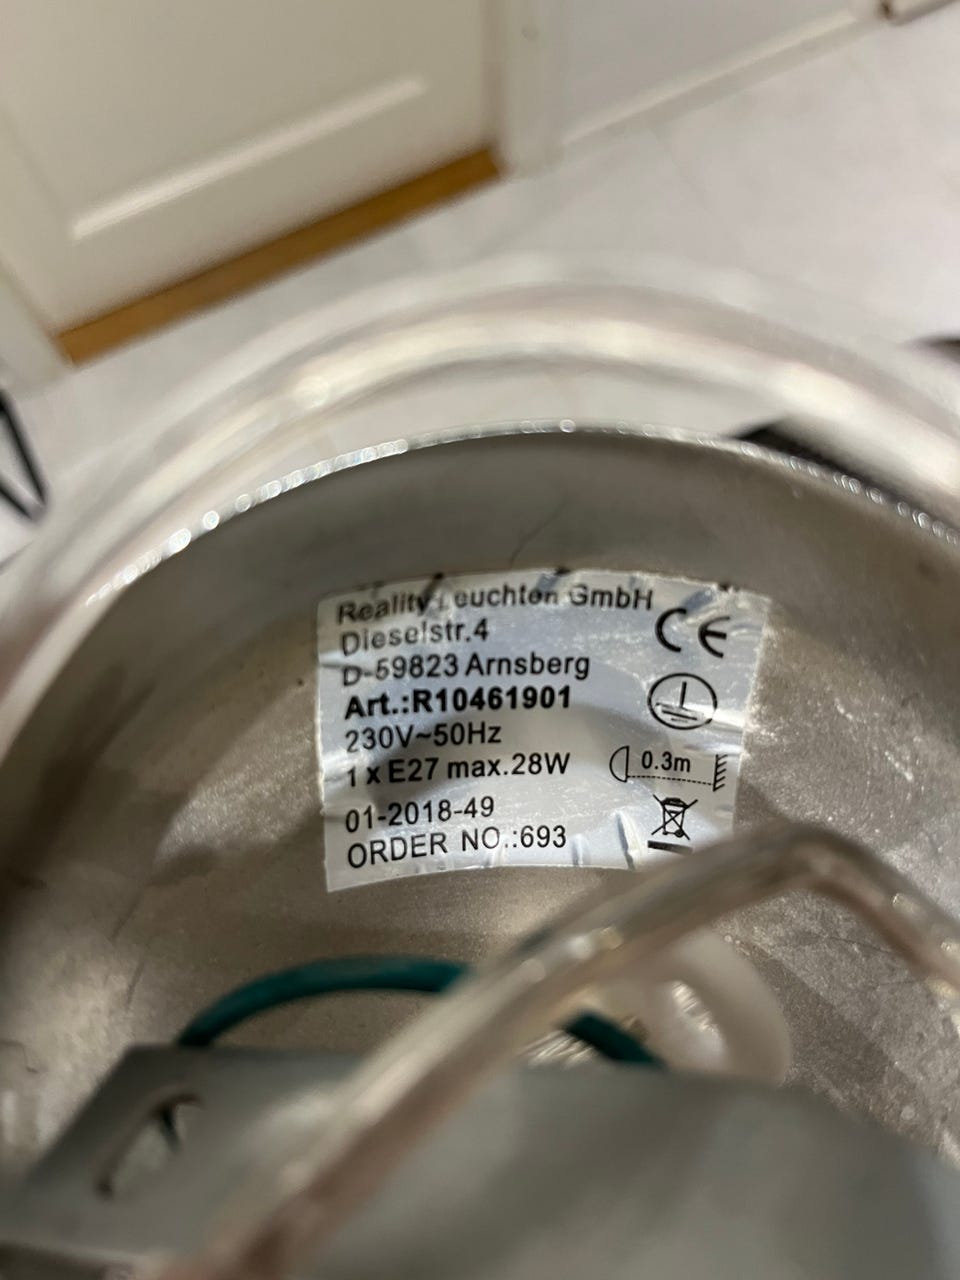 Reality Leuchten GmbH
Dieselstr.4
D-59823 Arnsberg
Art.:R10461901
230V~50Hz
1 x E27 max.28W
01-2018-49
ORDER NO.:693
CE
0.3m